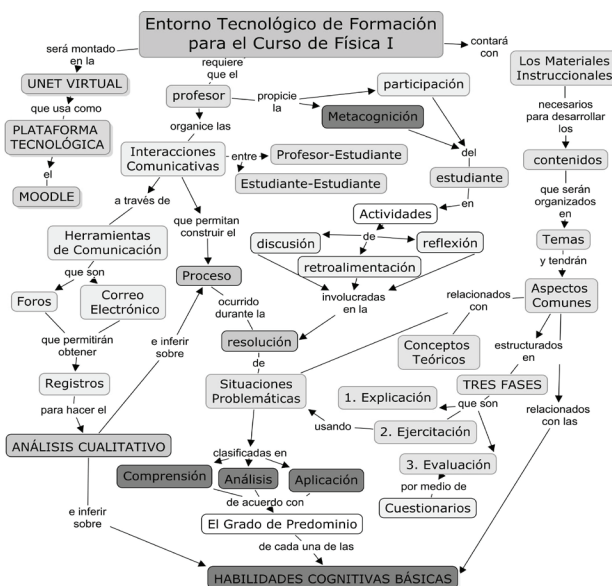 Entorno Tecnológico de Formación
para el Curso de Física I
será montado
en la
requiere
que el
contará
con
UNET VIRTUAL
que usa como
PLATAFORMA
TECNOLÓGICA
el
MOODLE
profesor
propicie
la
participación
Metacognición
organice las
Interacciones
Comunicativas
entre
Profesor-Estudiante
Estudiante-Estudiante
del
estudiante
en
Los Materiales
Instruccionales
necesarios
para desarrollar
los
contenidos
que serán
organizados
en
Temas
y tendrán
Aspectos
Comunes
a través de
Herramientas
de Comunicación
que son
Foros
Correo
Electrónico
que permitirán
obtener
Registros
para hacer el
ANÁLISIS CUALITATIVO
e inferir
sobre
e inferir
sobre
que permitan
construir el
Proceso
ocurrido
durante la
resolución
de
Situaciones
Problemáticas
Actividades
de
discusión
reflexión
retroalimentación
involucradas
en la
relacionados
con
Conceptos
Teóricos
estructurados
en
TRES FASES
que son
1. Explicación
2. Ejercitación
usando
3. Evaluación
por medio de
Cuestionarios
relacionados
con las
clasificadas en
Comprensión
Análisis
Aplicación
de acuerdo con
El Grado de Predominio
de cada una de las
HABILIDADES COGNITIVAS BÁSICAS